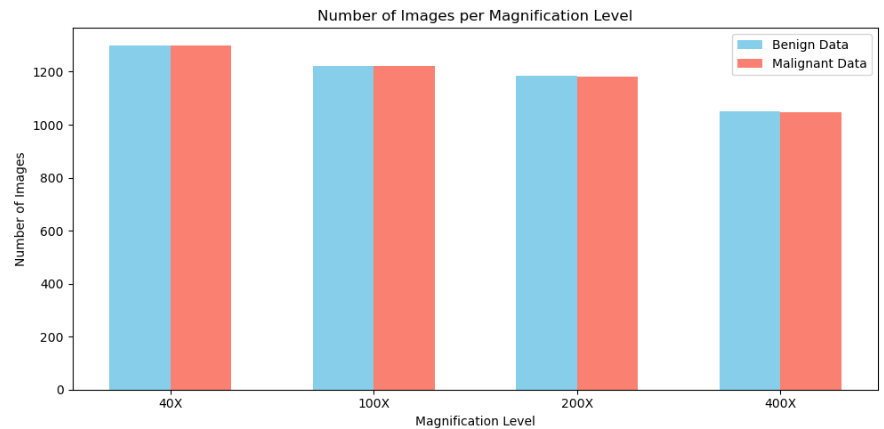 Number of Images per Magnification Level
Benign Data
Malignant Data
Number of Images
1200
1000
800
600
400
200
0
40X 100X 200X 400X
Magnification Level